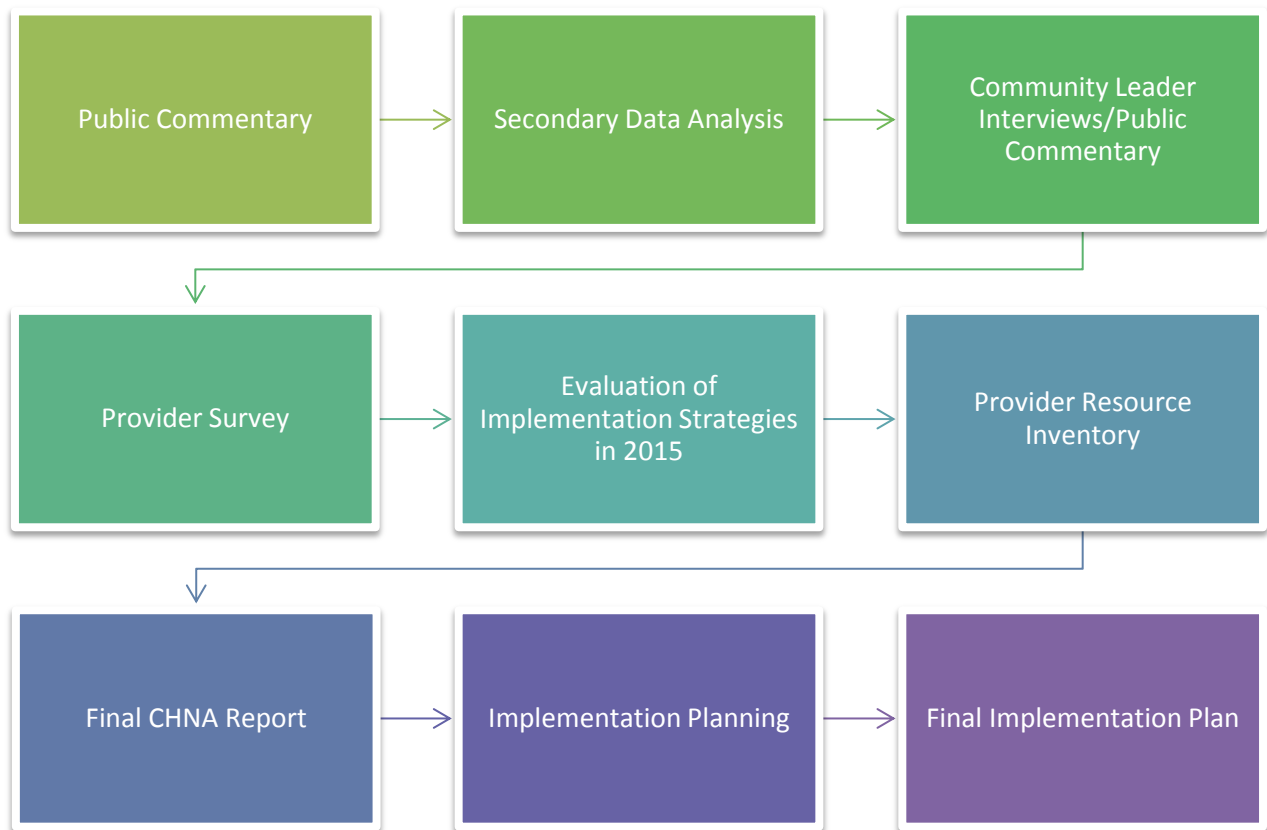 Public Commentary
Secondary Data Analysis
Community Leader
Interviews/Public
Commentary
Provider Survey
Evaluation of
Implementation Strategies
in 2015
Provider Resource
Inventory
Final CHNA Report
Implementation Planning
Final Implementation Plan